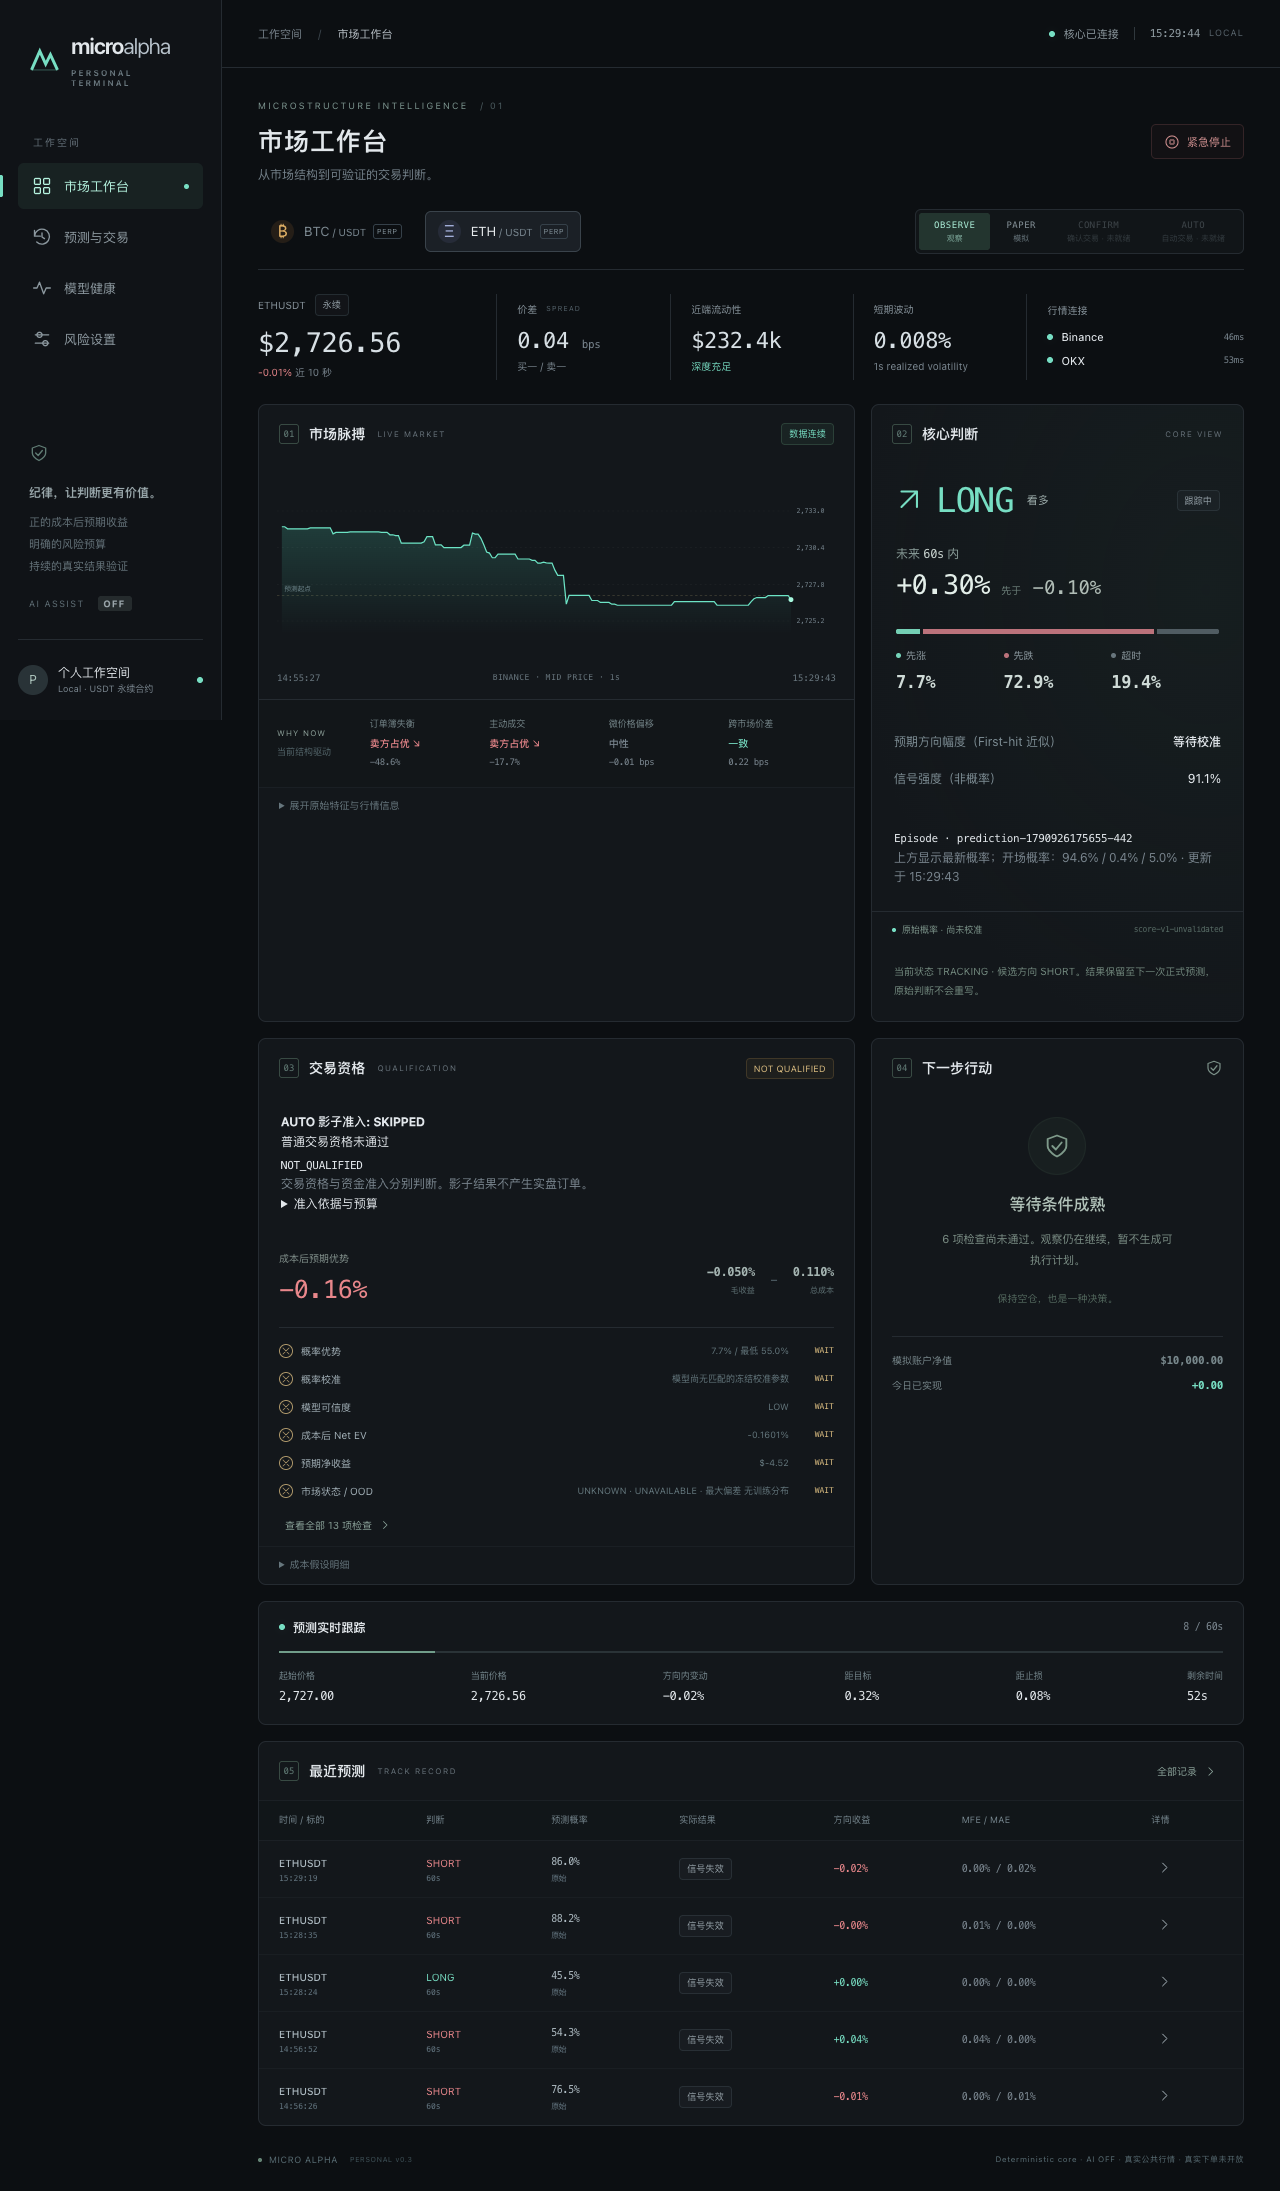 microalpha
PERSONAL
TERMINAL
工作空间
市场工作台
预测与交易
模型健康
风险设置
纪律，让判断更有价值。
正的成本后预期收益
明确的风险预算
持续的真实结果验证
AI ASSIST OFF
P
个人工作空间
Local · USDT 永续合约
工作空间 / 市场工作台
核心已连接 15:29:44 LOCAL
MICROSTRUCTURE INTELLIGENCE / 01
市场工作台
从市场结构到可验证的交易判断。
紧急停止
BTC / USDT PERP
ETH / USDT PERP
OBSERVE
观察
PAPER
模拟
CONFIRM
确认交易 · 未就绪
AUTO
自动交易 · 未就绪
ETHUSDT 永续
$2,726.56
-0.01% 近 10 秒
价差 SPREAD
0.04 bps
买一 / 卖一
近端流动性
$232.4k
深度充足
短期波动
0.008%
1s realized volatility
行情连接
Binance 46ms
OKX 53ms
01 市场脉搏 LIVE MARKET 数据连续
2,733.0
2,730.4
2,727.8
2,725.2
预测起点
14:55:27 BINANCE · MID PRICE · 1s 15:29:43
WHY NOW
当前结构驱动
订单簿失衡
卖方占优 ↘
−48.6%
主动成交
卖方占优 ↘
−17.7%
微价格偏移
中性
−0.01 bps
跨市场价差
一致
0.22 bps
▶ 展开原始特征与行情信息
02 核心判断 CORE VIEW
LONG 看多 跟踪中
未来 60s 内
+0.30% 先于 −0.10%
先涨
7.7%
先跌
72.9%
超时
19.4%
预期方向幅度（First-hit 近似） 等待校准
信号强度（非概率） 91.1%
Episode · prediction−1790926175655−442
上方显示最新概率；开场概率：94.6% / 0.4% / 5.0% · 更新
于 15:29:43
原始概率 · 尚未校准 score−v1−unvalidated
当前状态 TRACKING · 候选方向 SHORT。结果保留至下一次正式预测，
原始判断不会重写。
03 交易资格 QUALIFICATION NOT QUALIFIED
AUTO 影子准入: SKIPPED
普通交易资格未通过
NOT_QUALIFIED
交易资格与资金准入分别判断。影子结果不产生实盘订单。
▶ 准入依据与预算
成本后预期优势
−0.16%
−0.050%
毛收益
−
0.110%
总成本
概率优势 7.7% / 最低 55.0% WAIT
概率校准 模型尚无匹配的冻结校准参数 WAIT
模型可信度 LOW WAIT
成本后 Net EV -0.1601% WAIT
预期净收益 $-4.52 WAIT
市场状态 / OOD UNKNOWN · UNAVAILABLE · 最大偏差 无训练分布 WAIT
查看全部 13 项检查
▶ 成本假设明细
04 下一步行动
等待条件成熟
6 项检查尚未通过。观察仍在继续，暂不生成可
执行计划。
保持空仓，也是一种决策。
模拟账户净值 $10,000.00
今日已实现 +0.00
预测实时跟踪 8 / 60s
起始价格
2,727.00
当前价格
2,726.56
方向内变动
−0.02%
距目标
0.32%
距止损
0.08%
剩余时间
52s
05 最近预测 TRACK RECORD 全部记录
时间 / 标的 判断 预测概率 实际结果 方向收益 MFE / MAE 详情
ETHUSDT SHORT 86.0% 信号失效 −0.02% 0.00% / 0.02%
15:29:19 60s 原始
ETHUSDT SHORT 88.2% 信号失效 −0.00% 0.01% / 0.00%
15:28:35 60s 原始
ETHUSDT LONG 45.5% 信号失效 +0.00% 0.00% / 0.00%
15:28:24 60s 原始
ETHUSDT SHORT 54.3% 信号失效 +0.04% 0.04% / 0.00%
14:56:52 60s 原始
ETHUSDT SHORT 76.5% 信号失效 −0.01% 0.00% / 0.01%
14:56:26 60s 原始
MICRO ALPHA PERSONAL v0.3
Deterministic core · AI OFF · 真实公共行情 · 真实下单未开放